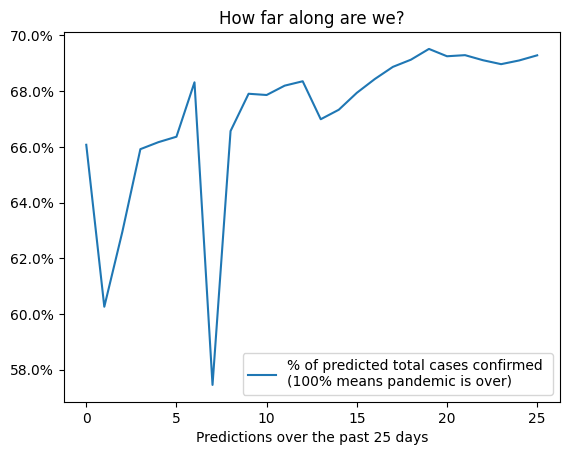 How far along are we?
70.0%
68.0%
66.0%
64.0%
62.0%
60.0%
58.0%
% of predicted total cases confirmed
(100% means pandemic is over)
0 5 10 15 20 25
Predictions over the past 25 days